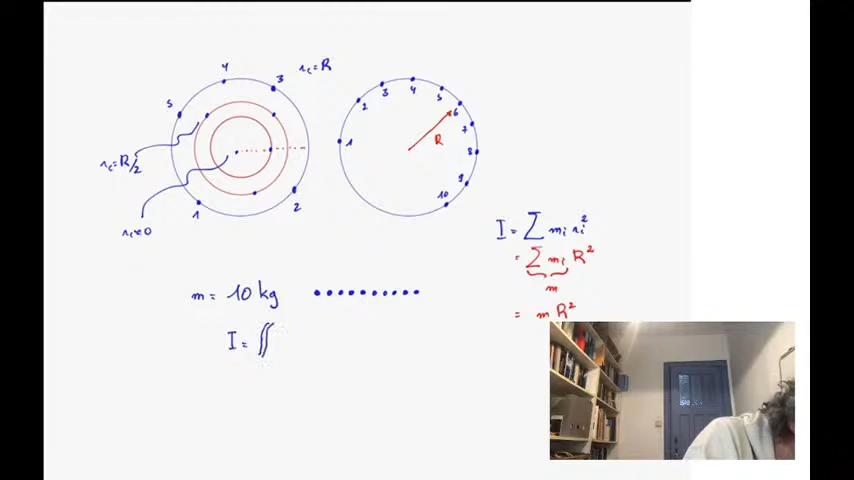 4
3
r_c = R
5
r_c = R/2
1
2
r_c = 0
1
2
3
4
5
6
7
8
9
10
R
I = ∑ m_i r_i²
= ∑ m_i R²
m
= m R²
m = 10 kg
I = ∬